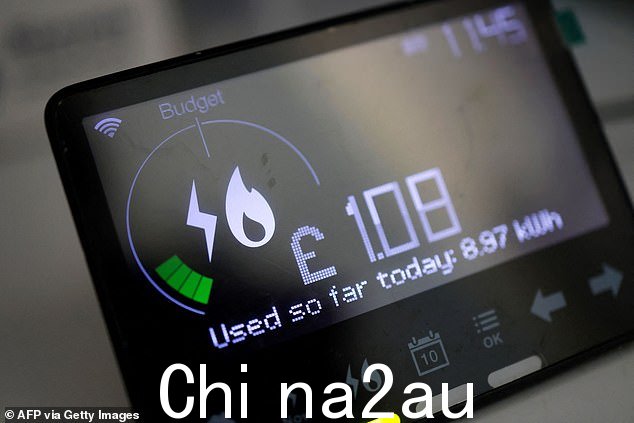 11:45
Budget
£ 1.08
Used so far today: 8.97 kWh
10
OK
Chi na2au
© AFP via Getty Images